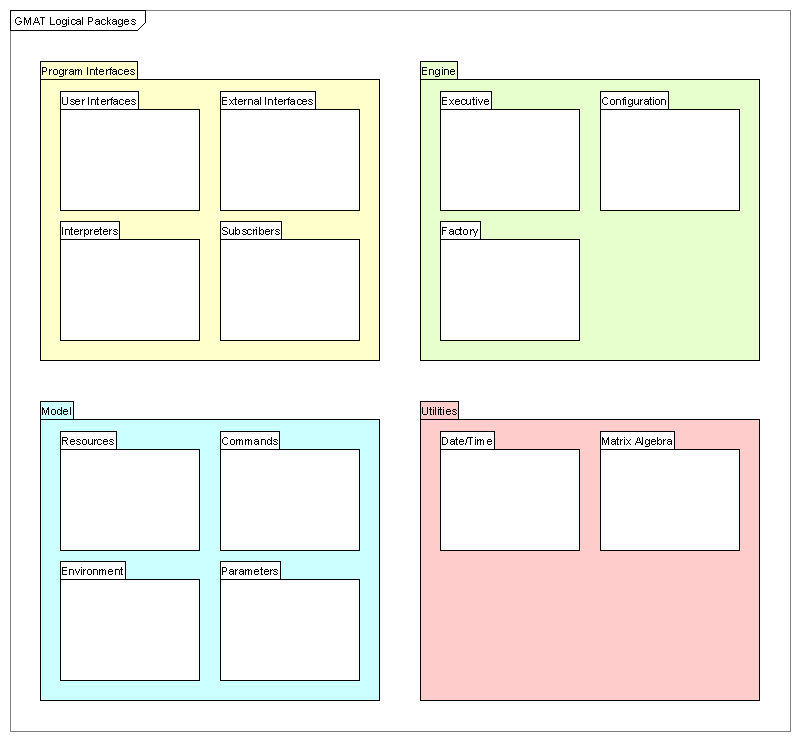 GMAT Logical Packages
Program Interfaces
User Interfaces
External Interfaces
Interpreters
Subscribers
Engine
Executive
Configuration
Factory
Model
Resources
Commands
Environment
Parameters
Utilities
Date/Time
Matrix Algebra